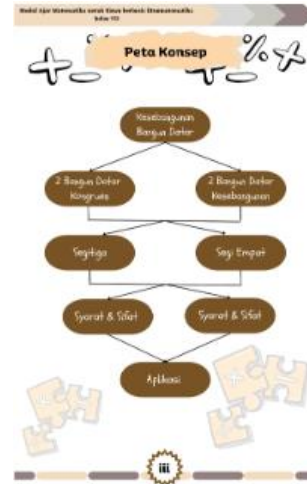 Modul Ajar Matematika untuk Siswa berbasis Etnomatematika
kelas VII
Peta Konsep
Kesebangunan
Bangun Datar
2 Bangun Datar
Kongruen
2 Bangun Datar
Kesebangunan
Segitiga
Segi Empat
Syarat & Sifat
Syarat & Sifat
Aplikasi
iii